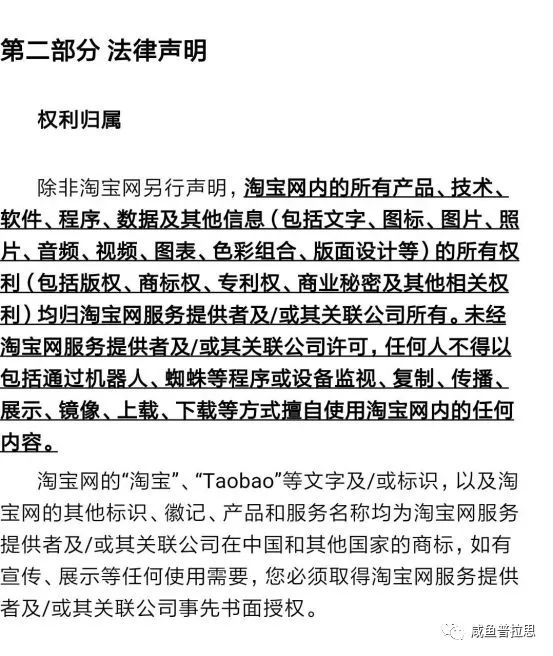 第二部分 法律声明
权利归属
除非淘宝网另行声明，淘宝网内的所有产品、技术、
软件、程序、数据及其他信息（包括文字、图标、图片、照
片、音频、视频、图表、色彩组合、版面设计等）的所有权
利（包括版权、商标权、专利权、商业秘密及其他相关权
利）均归淘宝网服务提供者及/或其关联公司所有。未经
淘宝网服务提供者及/或其关联公司许可，任何人不得以
包括通过机器人、蜘蛛等程序或设备监视、复制、传播、
展示、镜像、上载、下载等方式擅自使用淘宝网内的任何
内容。
淘宝网的“淘宝”、“Taobao”等文字及/或标识，以及淘
宝网的其他标识、徽记、产品和服务名称均为淘宝网服务
提供者及/或其关联公司在中国和其他国家的商标，如有
宣传、展示等任何使用需要，您必须取得淘宝网服务提供
者及/或其关联公司事先书面授权。
咸鱼普拉思